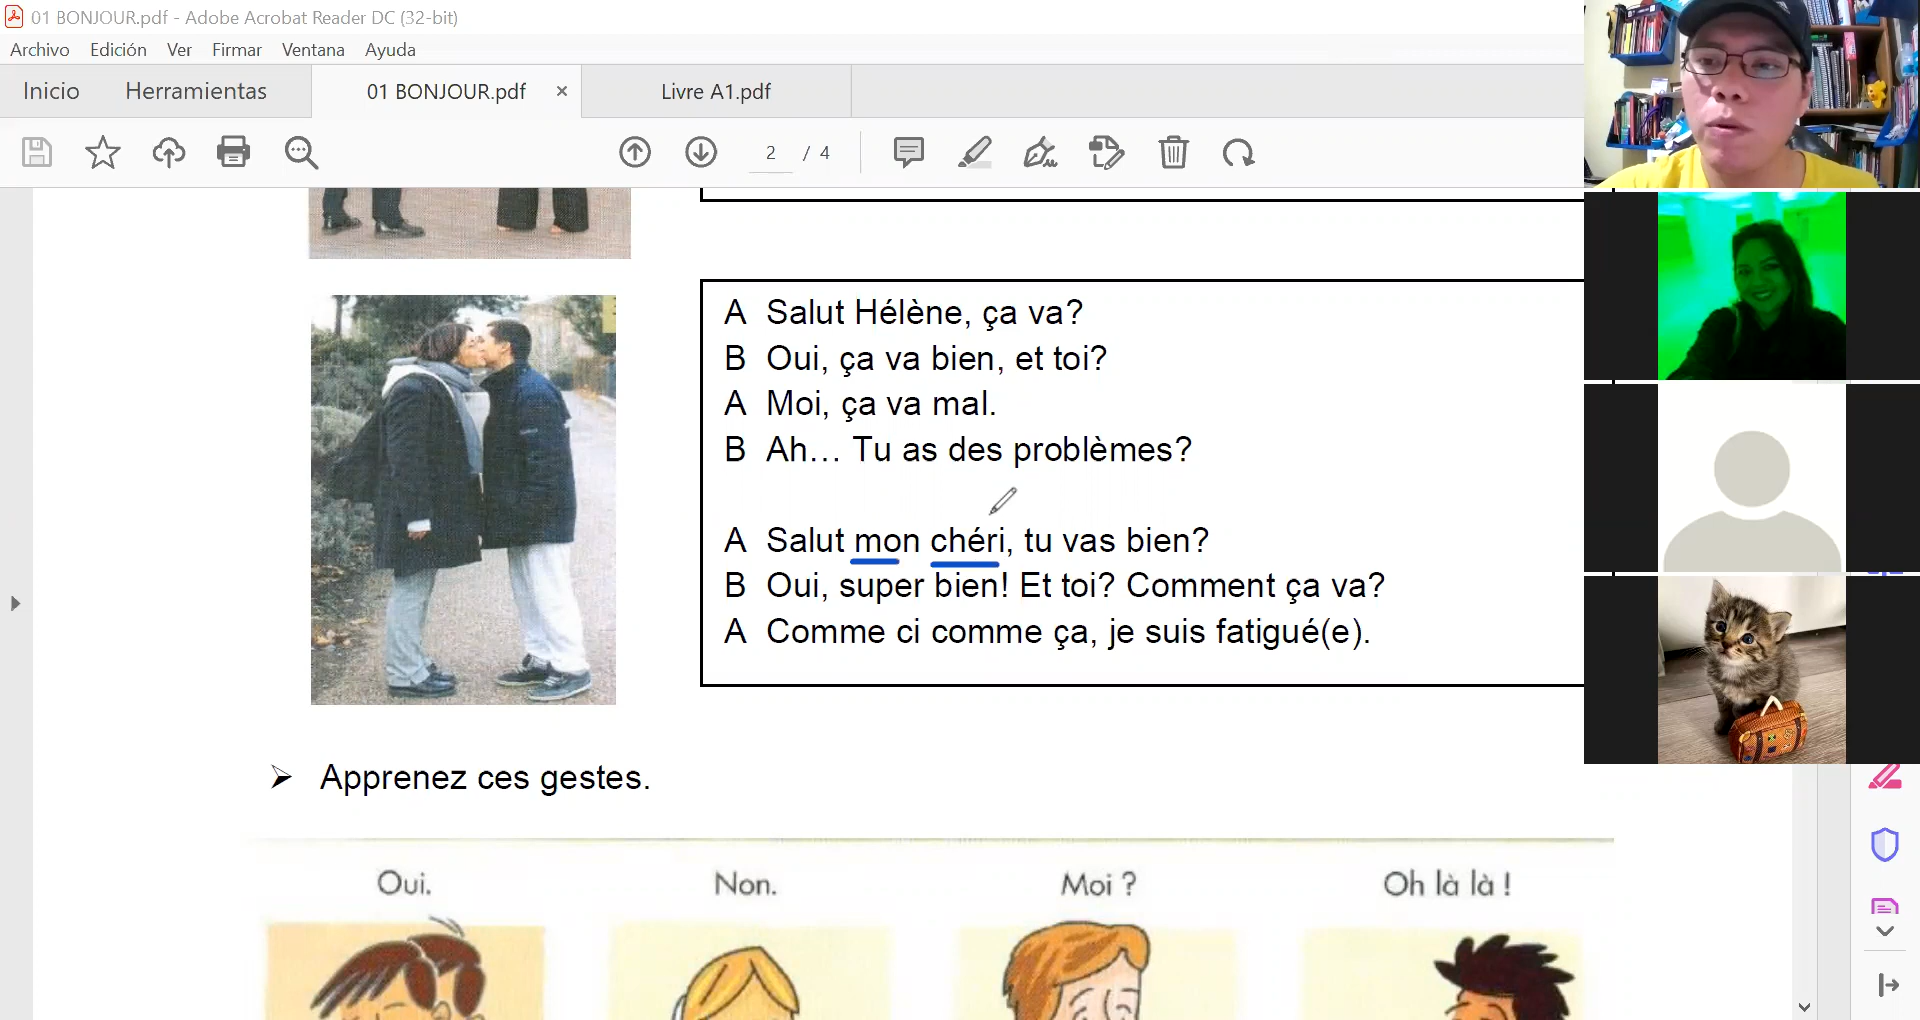 01 BONJOUR.pdf - Adobe Acrobat Reader DC (32-bit)
Archivo Edición Ver Firmar Ventana Ayuda
Inicio Herramientas 01 BONJOUR.pdf × Livre A1.pdf
2 / 4
A Salut Hélène, ça va?
B Oui, ça va bien, et toi?
A Moi, ça va mal.
B Ah… Tu as des problèmes?
A Salut mon chéri, tu vas bien?
B Oui, super bien! Et toi? Comment ça va?
A Comme ci comme ça, je suis fatigué(e).
➢ Apprenez ces gestes.
Oui. Non. Moi ? Oh là là !